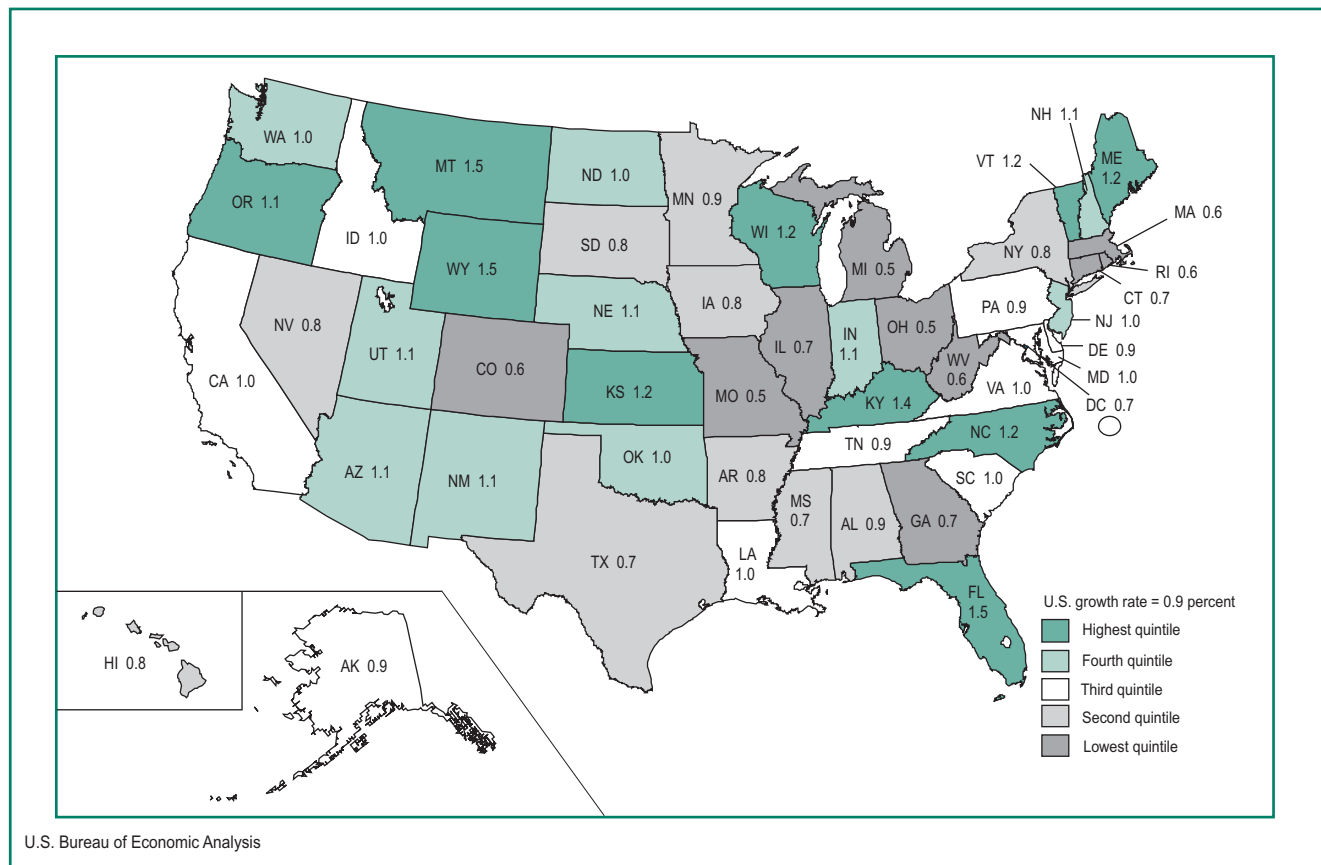 WA 1.0
MT 1.5
ND 1.0
MN 0.9
NH 1.1
VT 1.2
ME
1.2
OR 1.1
ID 1.0
WY 1.5
SD 0.8
WI 1.2
MI 0.5
NY 0.8
MA 0.6
RI 0.6
CT 0.7
NJ 1.0
PA 0.9
DE 0.9
MD 1.0
DC 0.7
NV 0.8
UT 1.1
CO 0.6
NE 1.1
IA 0.8
IL 0.7
IN
1.1
OH 0.5
WV
0.6
VA 1.0
CA 1.0
KS 1.2
MO 0.5
KY 1.4
NC 1.2
TN 0.9
SC 1.0
AZ 1.1
NM 1.1
OK 1.0
AR 0.8
MS
0.7
AL 0.9
GA 0.7
TX 0.7
LA
1.0
FL
1.5
HI 0.8
AK 0.9
U.S. growth rate = 0.9 percent
Highest quintile
Fourth quintile
Third quintile
Second quintile
Lowest quintile
U.S. Bureau of Economic Analysis